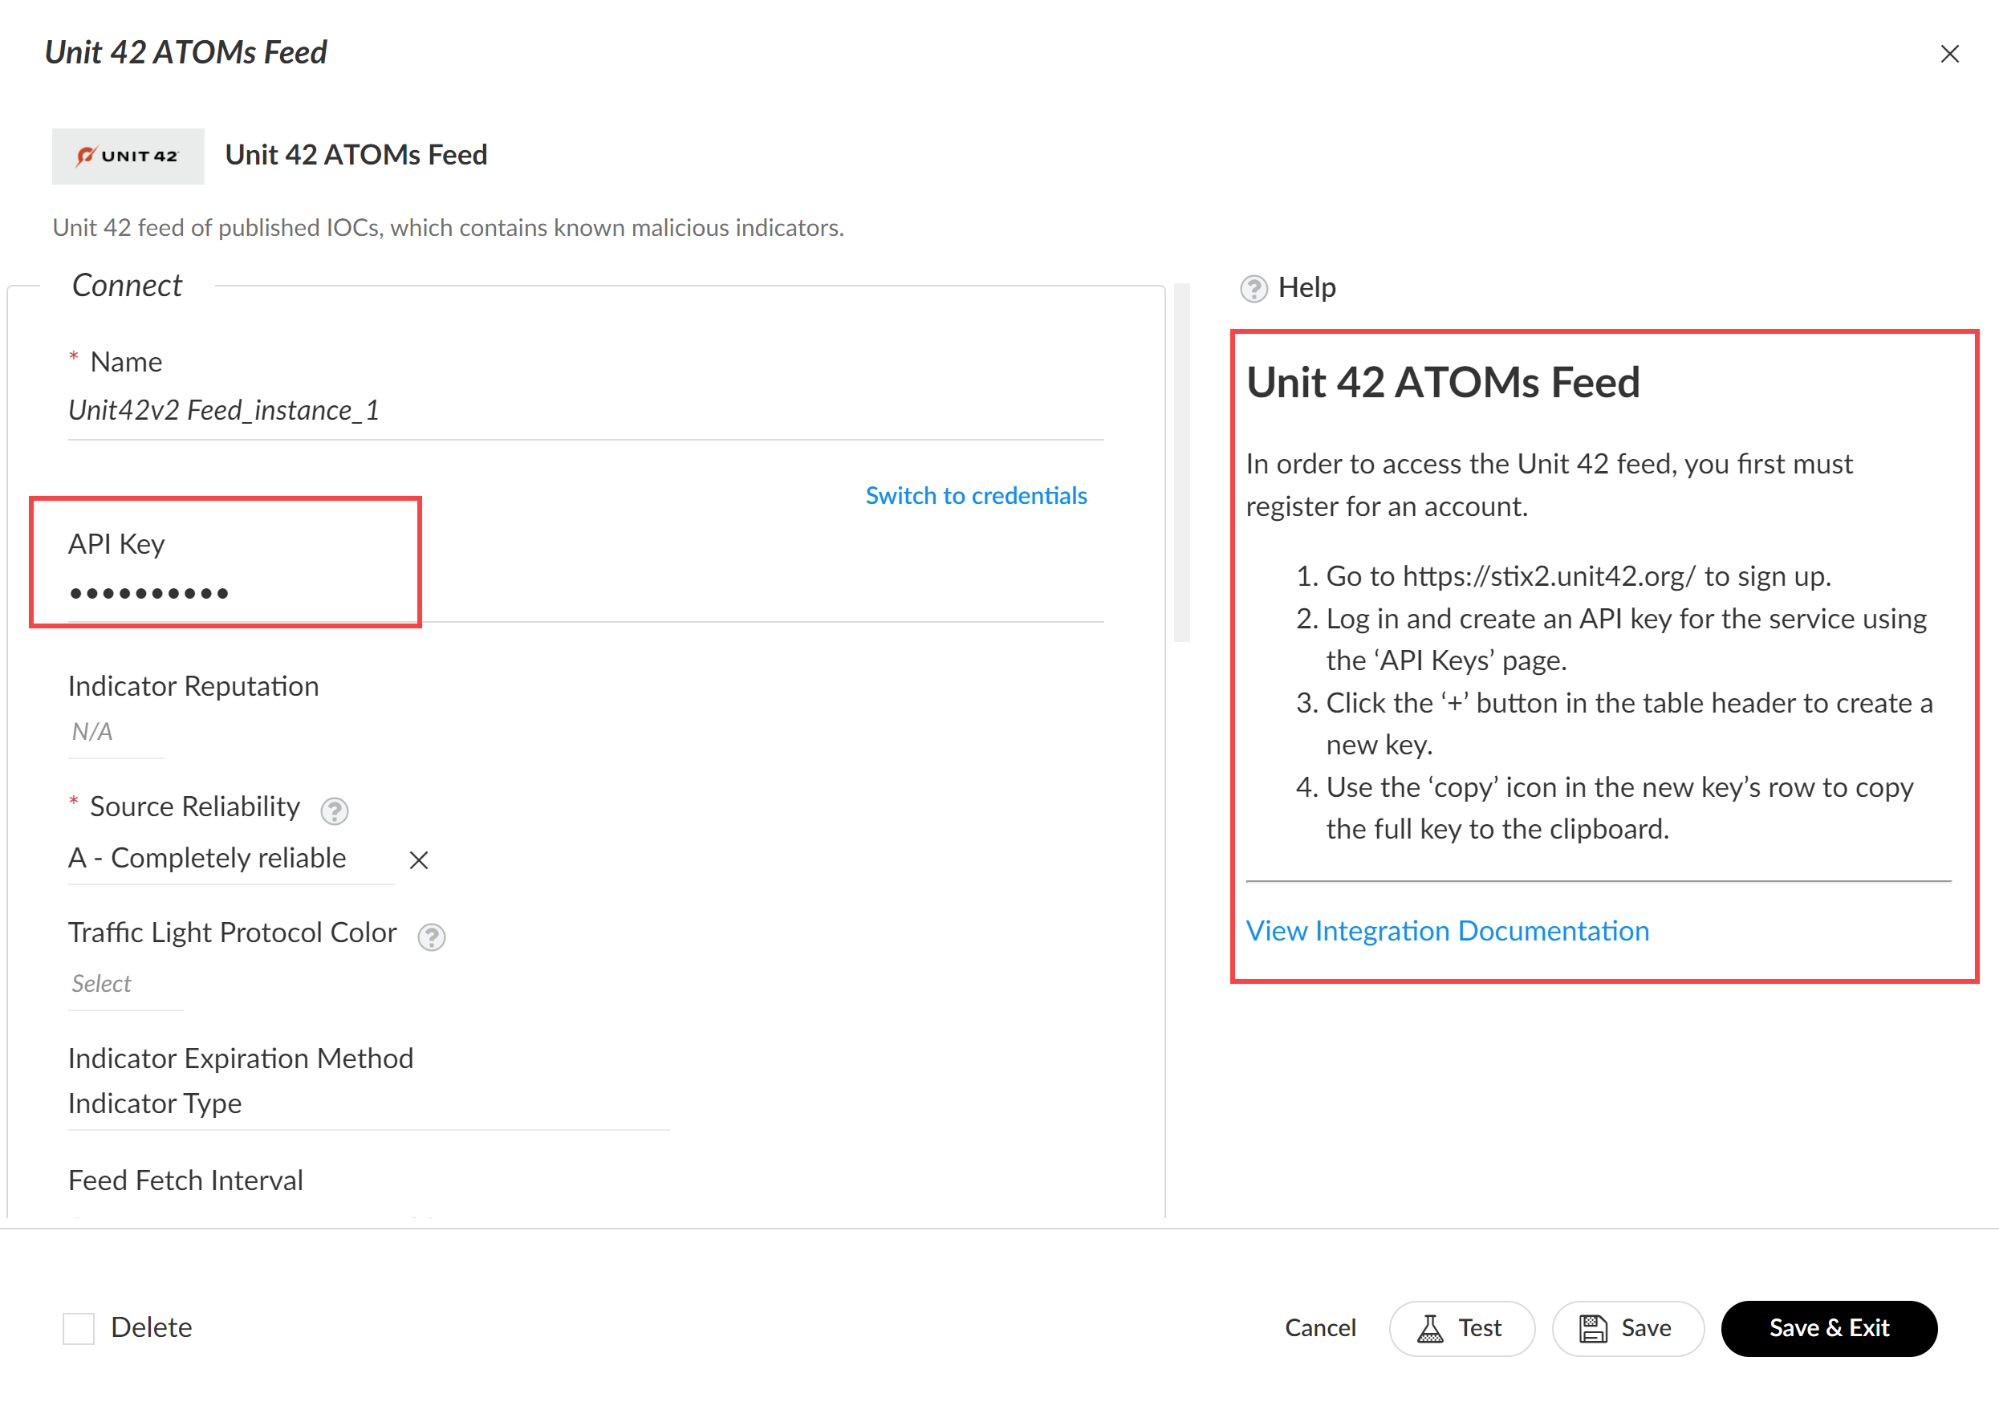 Unit 42 ATOMs Feed
UNIT 42
Unit 42 ATOMs Feed
Unit 42 feed of published IOCs, which contains known malicious indicators.
Connect
* Name
Unit42v2 Feed_instance_1
Switch to credentials
API Key
••••••••••
Indicator Reputation
N/A
* Source Reliability ?
A - Completely reliable
Traffic Light Protocol Color ?
Select
Indicator Expiration Method
Indicator Type
Feed Fetch Interval
? Help
Unit 42 ATOMs Feed
In order to access the Unit 42 feed, you first must
register for an account.
1. Go to https://stix2.unit42.org/ to sign up.
2. Log in and create an API key for the service using
the ‘API Keys’ page.
3. Click the ‘+’ button in the table header to create a
new key.
4. Use the ‘copy’ icon in the new key’s row to copy
the full key to the clipboard.
View Integration Documentation
Delete
Cancel
Test
Save
Save & Exit